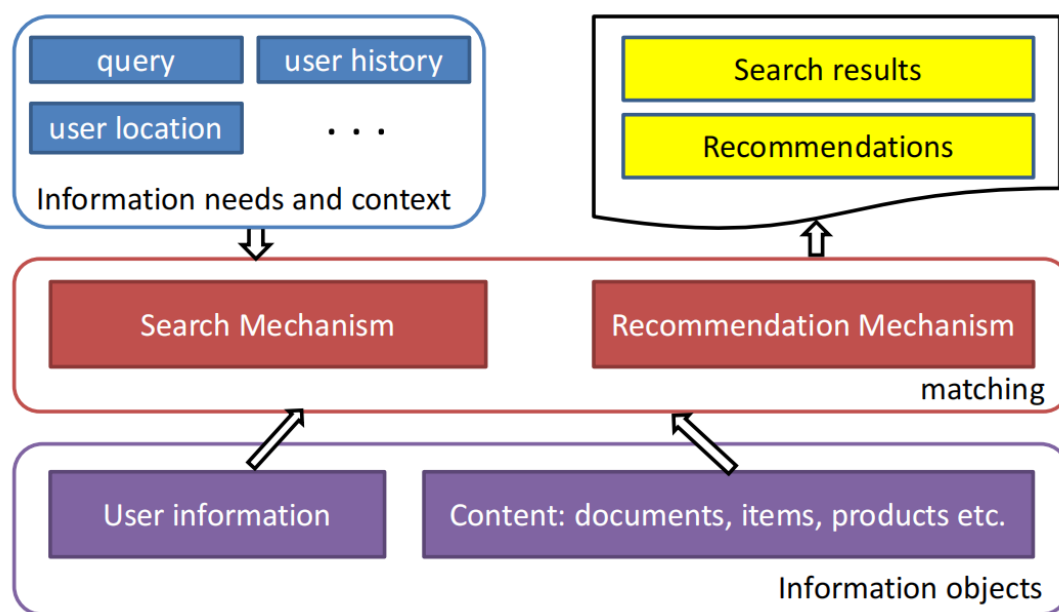 query
user history
user location
. . .
Information needs and context
Search results
Recommendations
Search Mechanism
Recommendation Mechanism
matching
User information
Content: documents, items, products etc.
Information objects